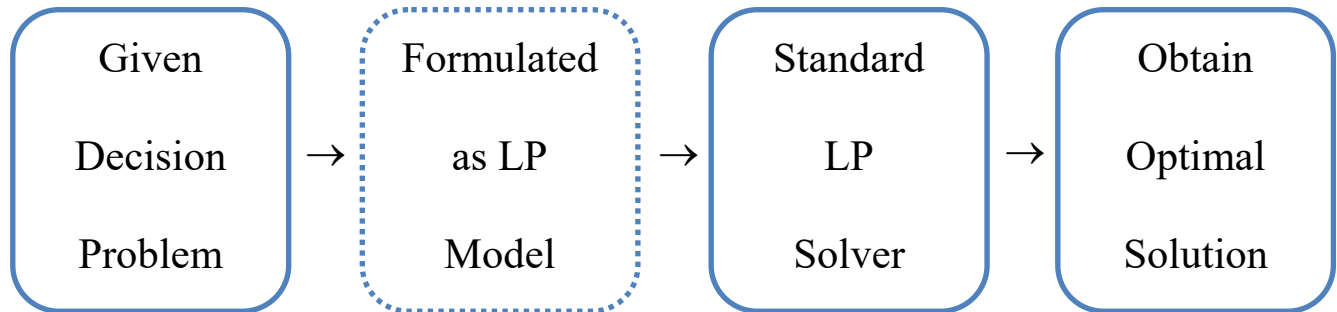 Given
Decision
Problem
→
Formulated
as LP
Model
→
Standard
LP
Solver
→
Obtain
Optimal
Solution